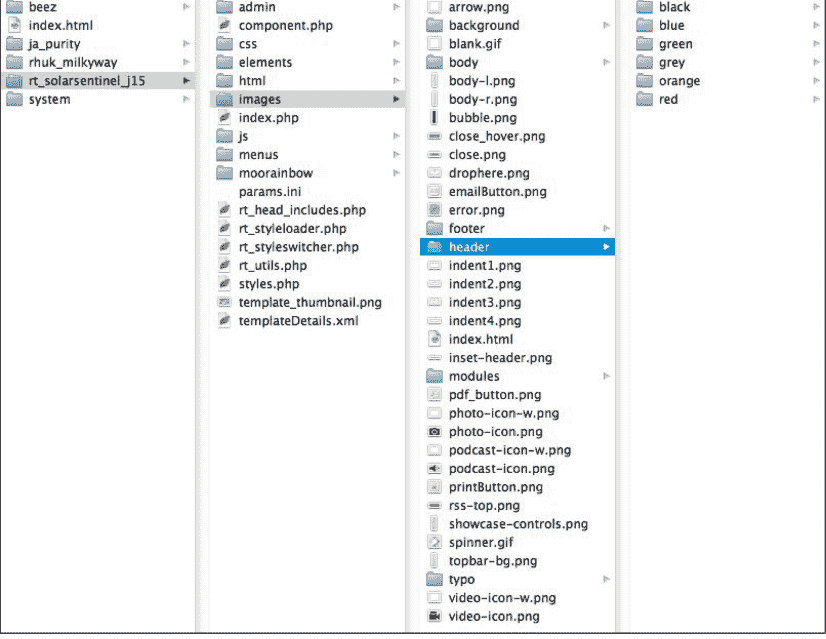 beez
index.html
ja_purity
rhuk_milkyway
rt_solarsentinel_j15
system
admin
component.php
css
elements
html
images
index.php
js
menus
moorainbow
params.ini
rt_head_includes.php
rt_styleloader.php
rt_styleswitcher.php
rt_utils.php
styles.php
template_thumbnail.png
templateDetails.xml
arrow.png
background
blank.gif
body
body-l.png
body-r.png
bubble.png
close_hover.png
close.png
drophere.png
emailButton.png
error.png
footer
header
indent1.png
indent2.png
indent3.png
indent4.png
index.html
inset-header.png
modules
pdf_button.png
photo-icon-w.png
photo-icon.png
podcast-icon-w.png
podcast-icon.png
printButton.png
rss-top.png
showcase-controls.png
spinner.gif
topbar-bg.png
typo
video-icon-w.png
video-icon.png
black
blue
green
grey
orange
red